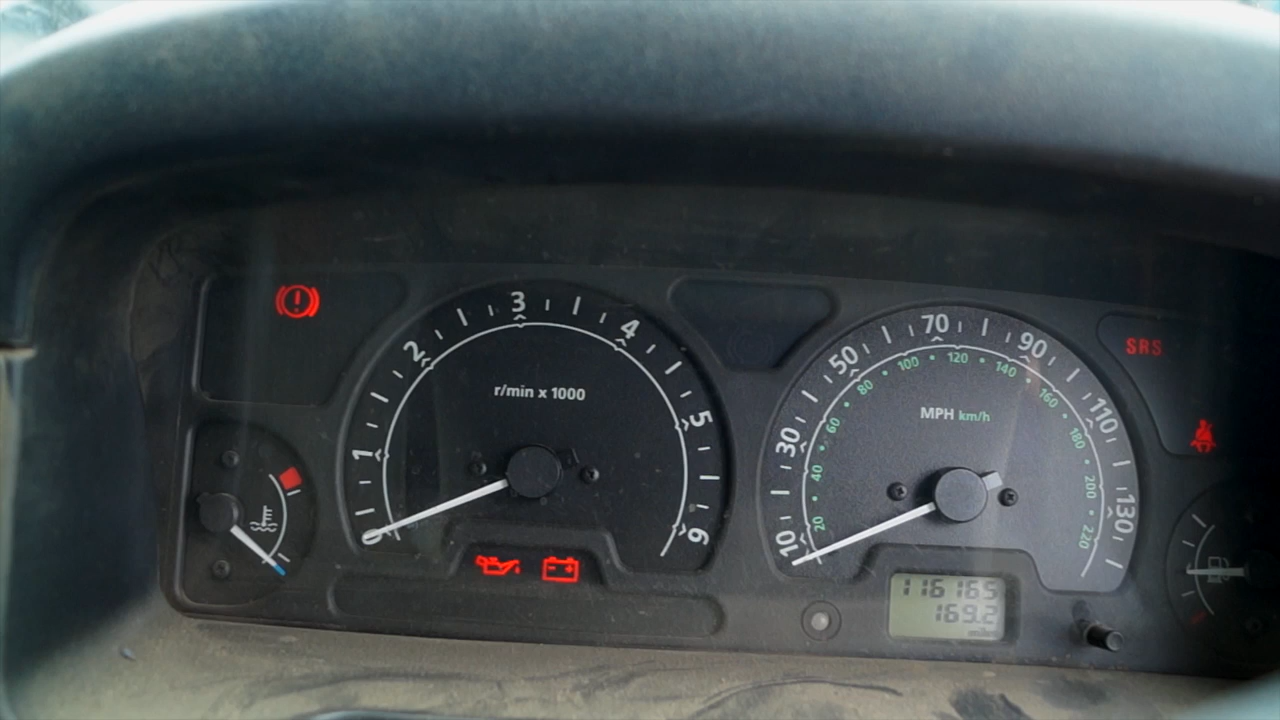 0 1 2 3 4 5 6
r/min x 1000
10 30 50 70 90 110 130
20 40 60 80 100 120 140 160 180 200 220
MPH km/h
SRS
116165
169.2
miles